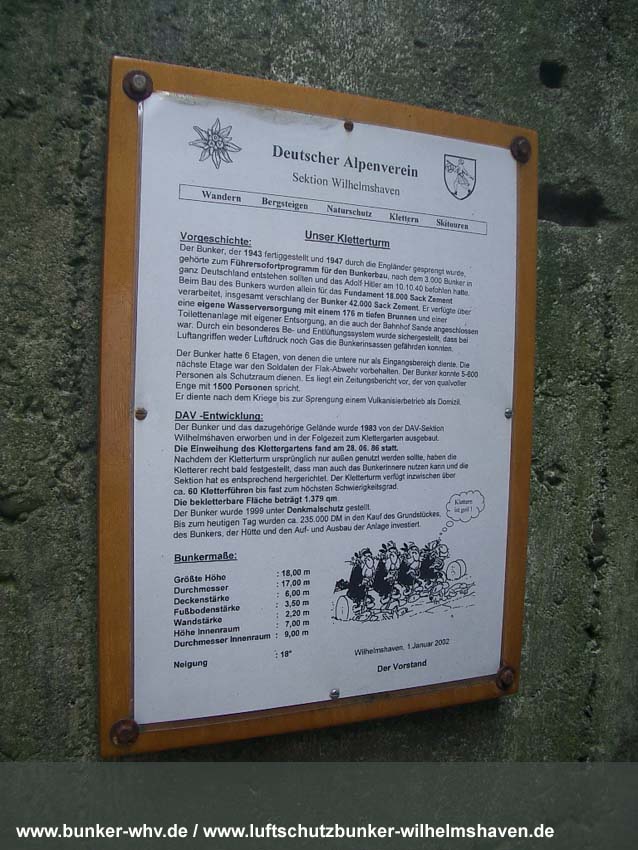 Deutscher Alpenverein
Sektion Wilhelmshaven
Wandern Bergsteigen Naturschutz Klettern Skitouren
Unser Kletterturm
Vorgeschichte:
Der Bunker, der 1943 fertiggestellt und 1947 durch die Engländer gesprengt wurde,
gehörte zum Führersofortprogramm für den Bunkerbau, nach dem 3.000 Bunker in
ganz Deutschland entstehen sollten und das Adolf Hitler am 10.10.40 befohlen hatte.
Beim Bau des Bunkers wurden allein für das Fundament 18.000 Sack Zement
verarbeitet, insgesamt verschlang der Bunker 42.000 Sack Zement. Er verfügte über
eine eigene Wasserversorgung mit einem 176 m tiefen Brunnen und einer
Toilettenanlage mit eigener Entsorgung, an die auch der Bahnhof Sande angeschlossen
war. Durch ein besonderes Be- und Entlüftungssystem wurde sichergestellt, dass bei
Luftangriffen weder Luftdruck noch Gas die Bunkerinsassen gefährden konnten.
Der Bunker hatte 6 Etagen, von denen die untere nur als Eingangsbereich diente. Die
nächste Etage war den Soldaten der Flak-Abwehr vorbehalten. Der Bunker konnte 5-600
Personen als Schutzraum dienen. Es liegt ein Zeitungsbericht vor, der von qualvoller
Enge mit 1500 Personen spricht.
Er diente nach dem Kriege bis zur Sprengung einem Vulkanisierbetrieb als Domizil.
DAV -Entwicklung:
Der Bunker und das dazugehörige Gelände wurde 1983 von der DAV-Sektion
Wilhelmshaven erworben und in der Folgezeit zum Klettergarten ausgebaut.
Die Einweihung des Klettergartens fand am 28. 06. 86 statt.
Nachdem der Kletterturm ursprünglich nur außen genutzt werden sollte, haben die
Kletterer recht bald festgestellt, dass man auch das Bunkerinnere nutzen kann und die
Sektion hat es entsprechend hergerichtet. Der Kletterturm verfügt inzwischen über
ca. 60 Kletterführen bis fast zum höchsten Schwierigkeitsgrad.
Die bekletterbare Fläche beträgt 1.379 qm.
Der Bunker wurde 1999 unter Denkmalschutz gestellt.
Bis zum heutigen Tag wurden ca. 235.000 DM in den Kauf des Grundstückes,
des Bunkers, der Hütte und den Auf- und Ausbau der Anlage investiert.
Klettern
ist geil !
Bunkermaße:
Größte Höhe : 18,00 m
Durchmesser : 17,00 m
Deckenstärke : 6,00 m
Fußbodenstärke : 3,50 m
Wandstärke : 2,20 m
Höhe Innenraum : 7,00 m
Durchmesser Innenraum : 9,00 m
Neigung : 18°
Wilhelmshaven, 1.Januar 2002
Der Vorstand
www.bunker-whv.de / www.luftschutzbunker-wilhelmshaven.de